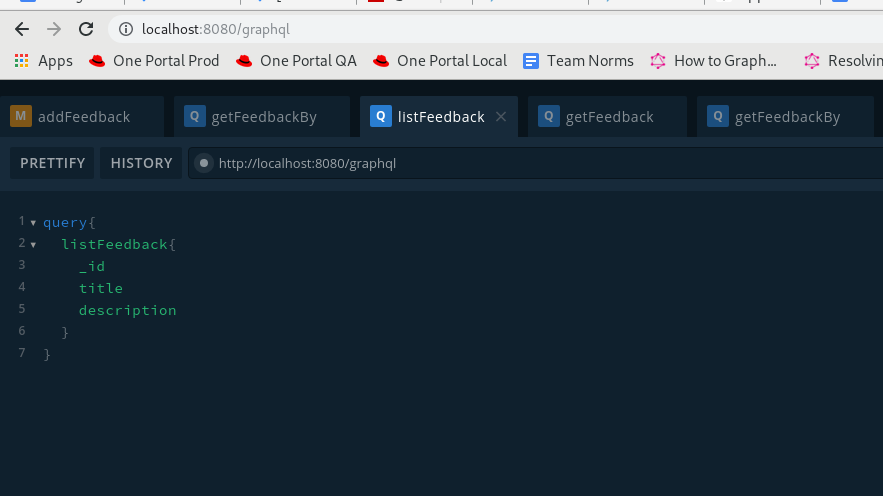 localhost:8080/graphql
Apps One Portal Prod One Portal QA One Portal Local Team Norms How to Graph... Resolvin
M addFeedback Q getFeedbackBy Q listFeedback Q getFeedback Q getFeedbackBy
PRETTIFY HISTORY http://localhost:8080/graphql
1 query{
2 listFeedback{
3 _id
4 title
5 description
6 }
7 }